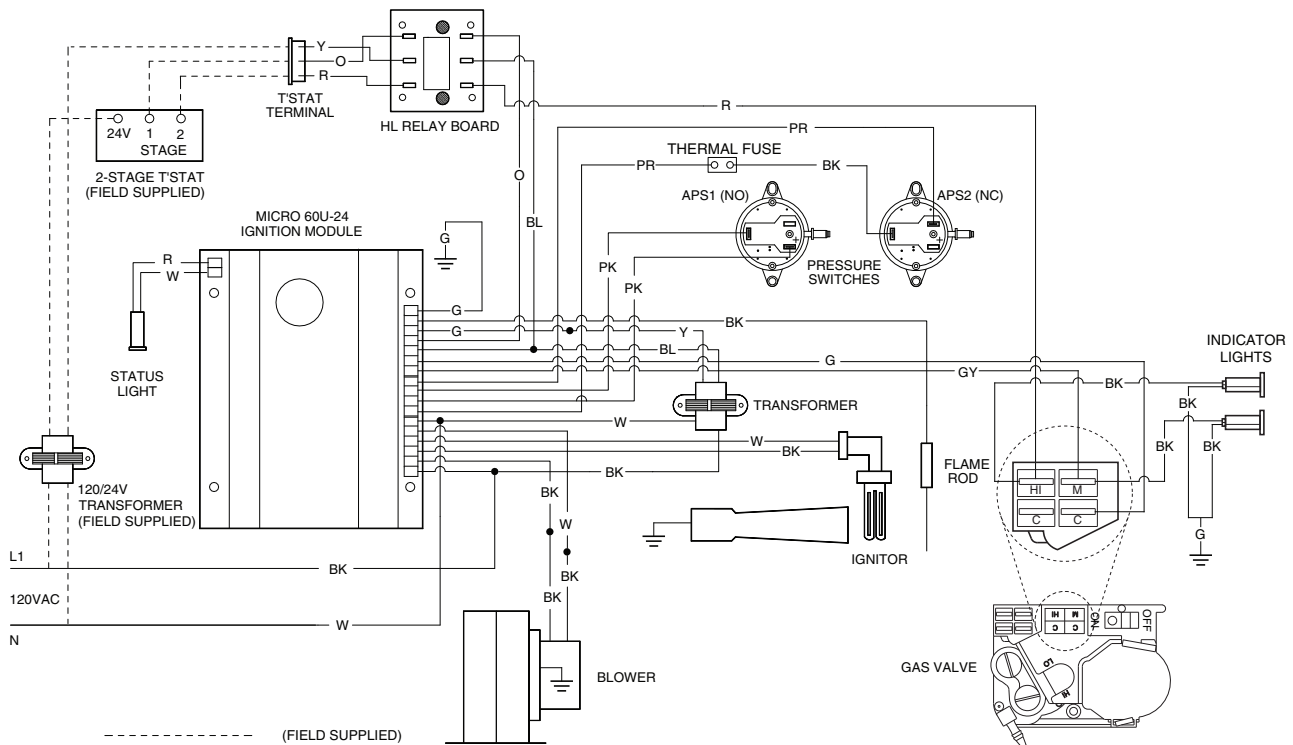 Y
O
R
T'STAT
TERMINAL
HL RELAY BOARD
24V
1
2
STAGE
2-STAGE T'STAT
(FIELD SUPPLIED)
R
PR
THERMAL FUSE
PR
BK
APS1 (NO)
APS2 (NC)
O
BL
MICRO 60U-24
IGNITION MODULE
G
R
W
PK
PK
PRESSURE
SWITCHES
STATUS
LIGHT
G
G
BK
Y
BL
G
GY
INDICATOR
LIGHTS
BK
BK
BK
BK
G
TRANSFORMER
W
W
BK
BK
120/24V
TRANSFORMER
(FIELD SUPPLIED)
BK
W
BK
BK
FLAME
ROD
HI
M
C
C
IGNITOR
L1
BK
120VAC
N
W
BLOWER
GAS VALVE
HI
M
C
C
ON
OFF
LO
HI
(FIELD SUPPLIED)